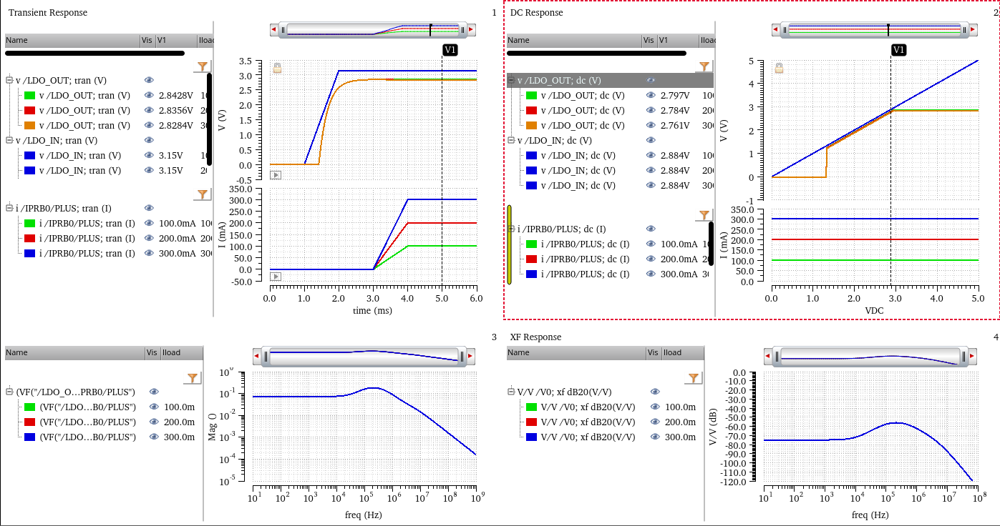 Transient Response 1
Name Vis V1 Iload
v /LDO_OUT; tran (V)
v /LDO_OUT; tran (V) 2.8428V 10
v /LDO_OUT; tran (V) 2.8356V 20
v /LDO_OUT; tran (V) 2.8284V 30
v /LDO_IN; tran (V)
v /LDO_IN; tran (V) 3.15V 10
v /LDO_IN; tran (V) 3.15V 20
i /IPRB0/PLUS; tran (I)
i /IPRB0/PLUS; tran (I) 100.0mA 10
i /IPRB0/PLUS; tran (I) 200.0mA 20
i /IPRB0/PLUS; tran (I) 300.0mA 30
V1
3.5
3.0
2.5
2.0
1.5
1.0
0.5
0.0
-0.5
V (V)
350.0
300.0
250.0
200.0
150.0
100.0
50.0
0.0
-50.0
I (mA)
0.0 1.0 2.0 3.0 4.0 5.0 6.0
time (ms)
DC Response 2
Name Vis V1 Iload
v /LDO_OUT; dc (V)
v /LDO_OUT; dc (V) 2.797V 100
v /LDO_OUT; dc (V) 2.784V 200
v /LDO_OUT; dc (V) 2.761V 300
v /LDO_IN; dc (V)
v /LDO_IN; dc (V) 2.884V 100
v /LDO_IN; dc (V) 2.884V 200
v /LDO_IN; dc (V) 2.884V 300
i /IPRB0/PLUS; dc (I)
i /IPRB0/PLUS; dc (I) 100.0mA 10
i /IPRB0/PLUS; dc (I) 200.0mA 20
i /IPRB0/PLUS; dc (I) 300.0mA 30
V1
5
4
3
2
1
0
-1
V (V)
350.0
300.0
250.0
200.0
150.0
100.0
50.0
0.0
I (mA)
0.0 1.0 2.0 3.0 4.0 5.0
VDC
3
Name Vis Iload
(VF("/LDO_O...PRB0/PLUS")
(VF("/LDO...B0/PLUS") 100.0m
(VF("/LDO...B0/PLUS") 200.0m
(VF("/LDO...B0/PLUS") 300.0m
10^0
10^-1
10^-2
10^-3
10^-4
10^-5
Mag ()
10^1 10^2 10^3 10^4 10^5 10^6 10^7 10^8 10^9
freq (Hz)
XF Response 4
Name Vis Iload
V/V /V0; xf dB20(V/V)
V/V /V0; xf dB20(V/V) 100.0m
V/V /V0; xf dB20(V/V) 200.0m
V/V /V0; xf dB20(V/V) 300.0m
0.0
-10.0
-20.0
-30.0
-40.0
-50.0
-60.0
-70.0
-80.0
-90.0
-100.0
-110.0
-120.0
V/V (dB)
10^1 10^2 10^3 10^4 10^5 10^6 10^7 10^8
freq (Hz)